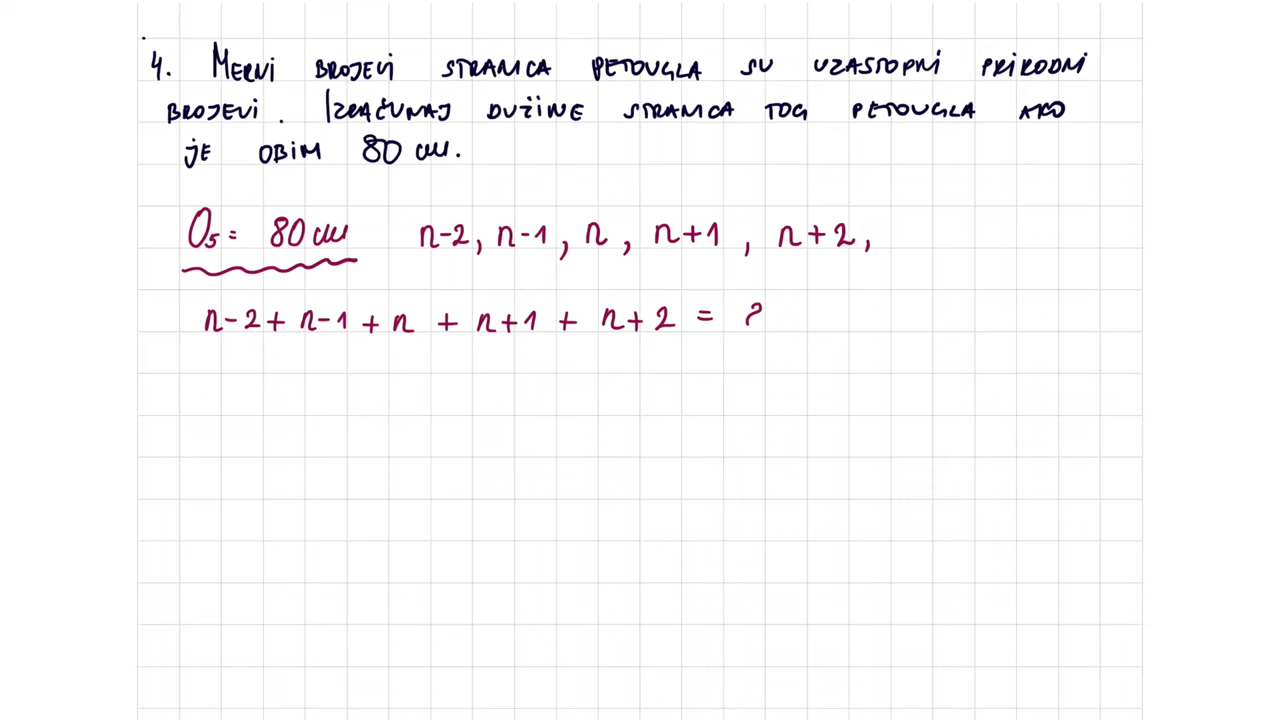 4. MERNI BROJEVI STRANICA PETOUGLA SU UZASTOPNI PRIRODNI
BROJEVI. IZRAČUNAJ DUŽINE STRANICA TOG PETOUGLA AKO
JE OBIM 80 cm.
O₅ = 80 cm n-2, n-1, n, n+1, n+2,
n-2 + n-1 + n + n+1 + n+2 =